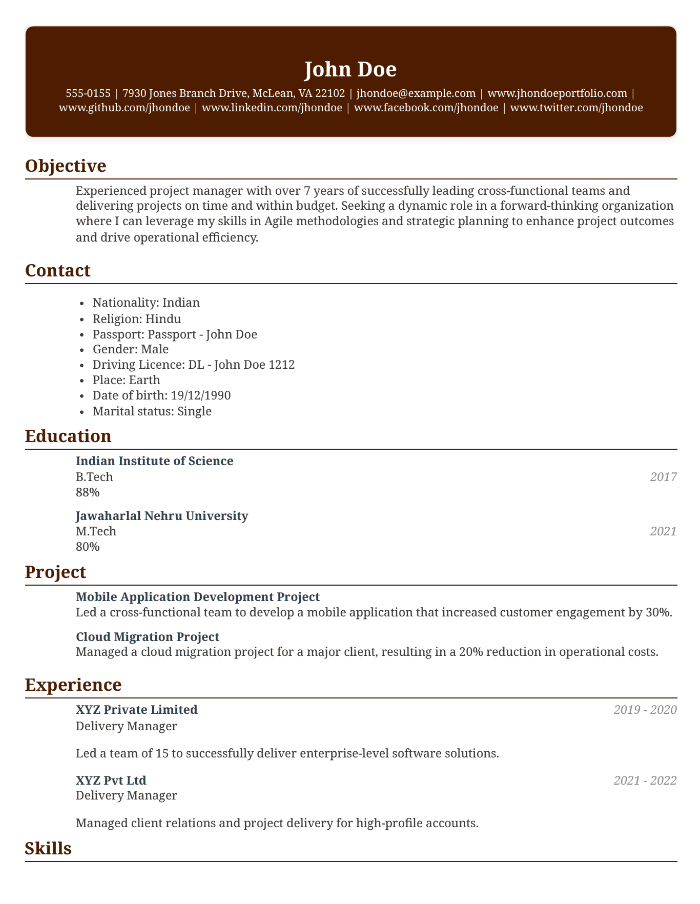 John Doe
555-0155 | 7930 Jones Branch Drive, McLean, VA 22102 | jhondoe@example.com | www.jhondoeportfolio.com |
www.github.com/jhondoe | www.linkedin.com/jhondoe | www.facebook.com/jhondoe | www.twitter.com/jhondoe
Objective
Experienced project manager with over 7 years of successfully leading cross-functional teams and
delivering projects on time and within budget. Seeking a dynamic role in a forward-thinking organization
where I can leverage my skills in Agile methodologies and strategic planning to enhance project outcomes
and drive operational efficiency.
Contact
• Nationality: Indian
• Religion: Hindu
• Passport: Passport - John Doe
• Gender: Male
• Driving Licence: DL - John Doe 1212
• Place: Earth
• Date of birth: 19/12/1990
• Marital status: Single
Education
Indian Institute of Science
B.Tech 2017
88%
Jawaharlal Nehru University
M.Tech 2021
80%
Project
Mobile Application Development Project
Led a cross-functional team to develop a mobile application that increased customer engagement by 30%.
Cloud Migration Project
Managed a cloud migration project for a major client, resulting in a 20% reduction in operational costs.
Experience
XYZ Private Limited 2019 - 2020
Delivery Manager
Led a team of 15 to successfully deliver enterprise-level software solutions.
XYZ Pvt Ltd 2021 - 2022
Delivery Manager
Managed client relations and project delivery for high-profile accounts.
Skills